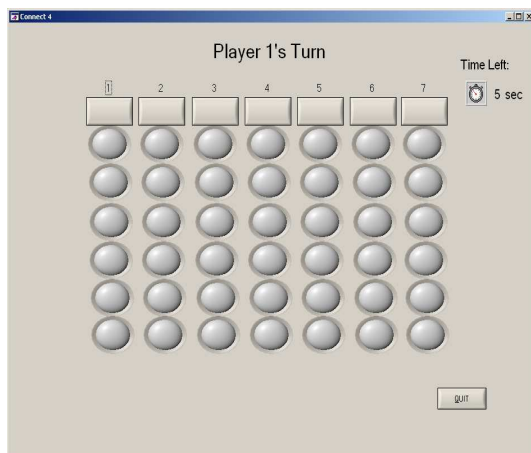 Connect 4
Player 1's Turn
Time Left:
5 sec
1 2 3 4 5 6 7
QUIT